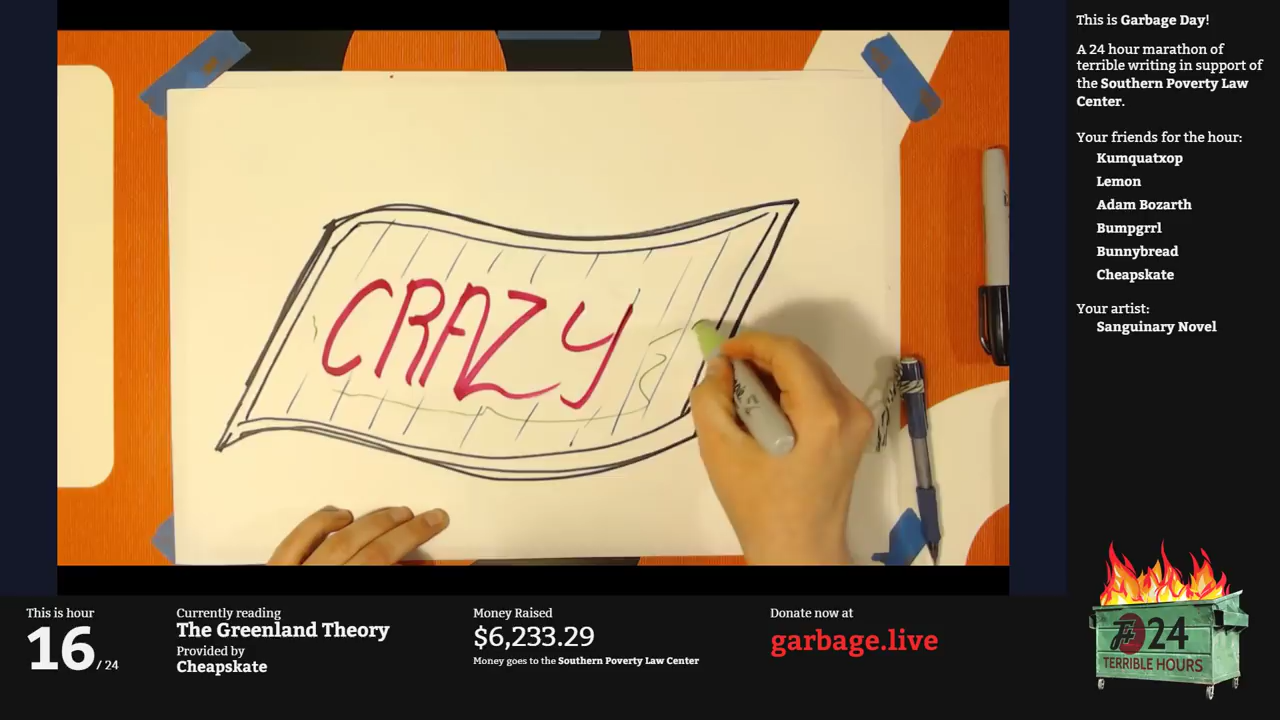 This is Garbage Day!
A 24 hour marathon of
terrible writing in support of
the Southern Poverty Law
Center.
Your friends for the hour:
Kumquatxop
Lemon
Adam Bozarth
Bumpgrrl
Bunnybread
Cheapskate
Your artist:
Sanguinary Novel
CRAZY
This is hour
16 / 24
Currently reading
The Greenland Theory
Provided by
Cheapskate
Money Raised
$6,233.29
Money goes to the Southern Poverty Law Center
Donate now at
garbage.live
24
TERRIBLE HOURS